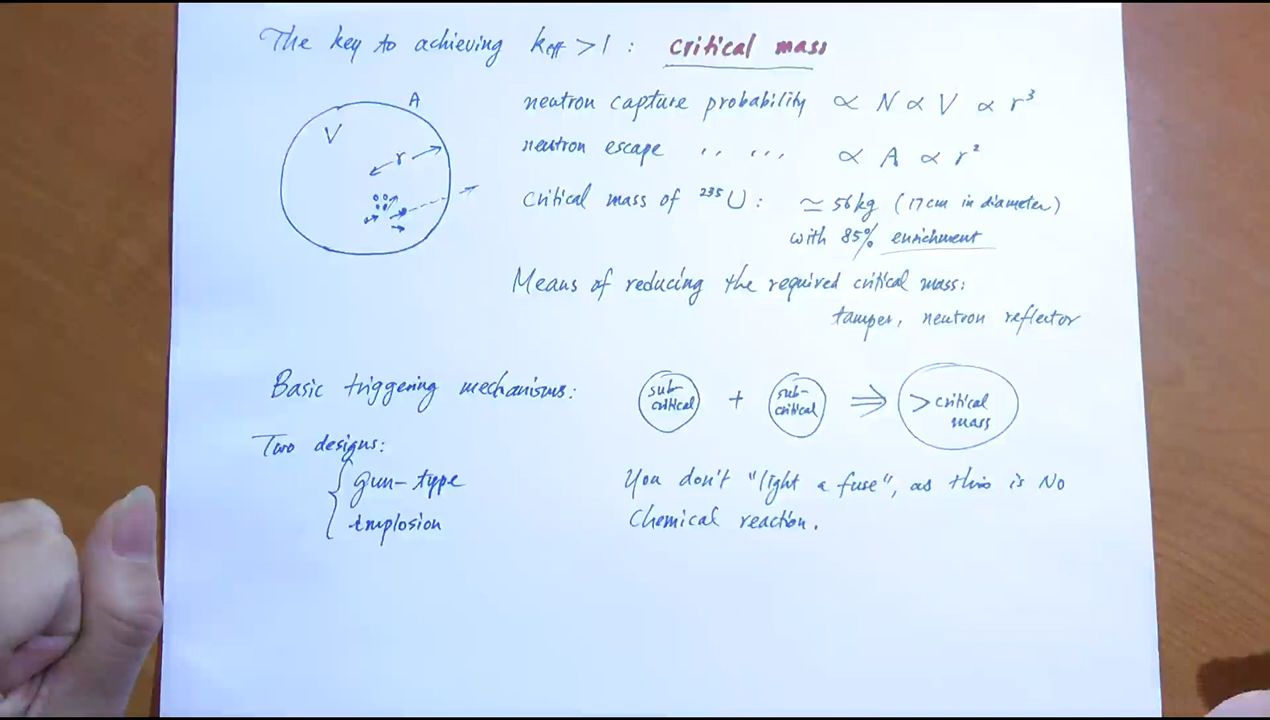 The key to achieving keff > 1 : critical mass
A
V
r
neutron capture probability ∝ N ∝ V ∝ r³
neutron escape ,, ,,, ∝ A ∝ r²
critical mass of ²³⁵U : ≃ 56kg (17cm in diameter)
with 85% enrichment
Means of reducing the required critical mass:
tamper, neutron reflector
Basic triggering mechanisms: sub-critical + sub-critical ⇒ > critical mass
Two designs:
gun-type
implosion
You don't "light a fuse", as this is No
chemical reaction.